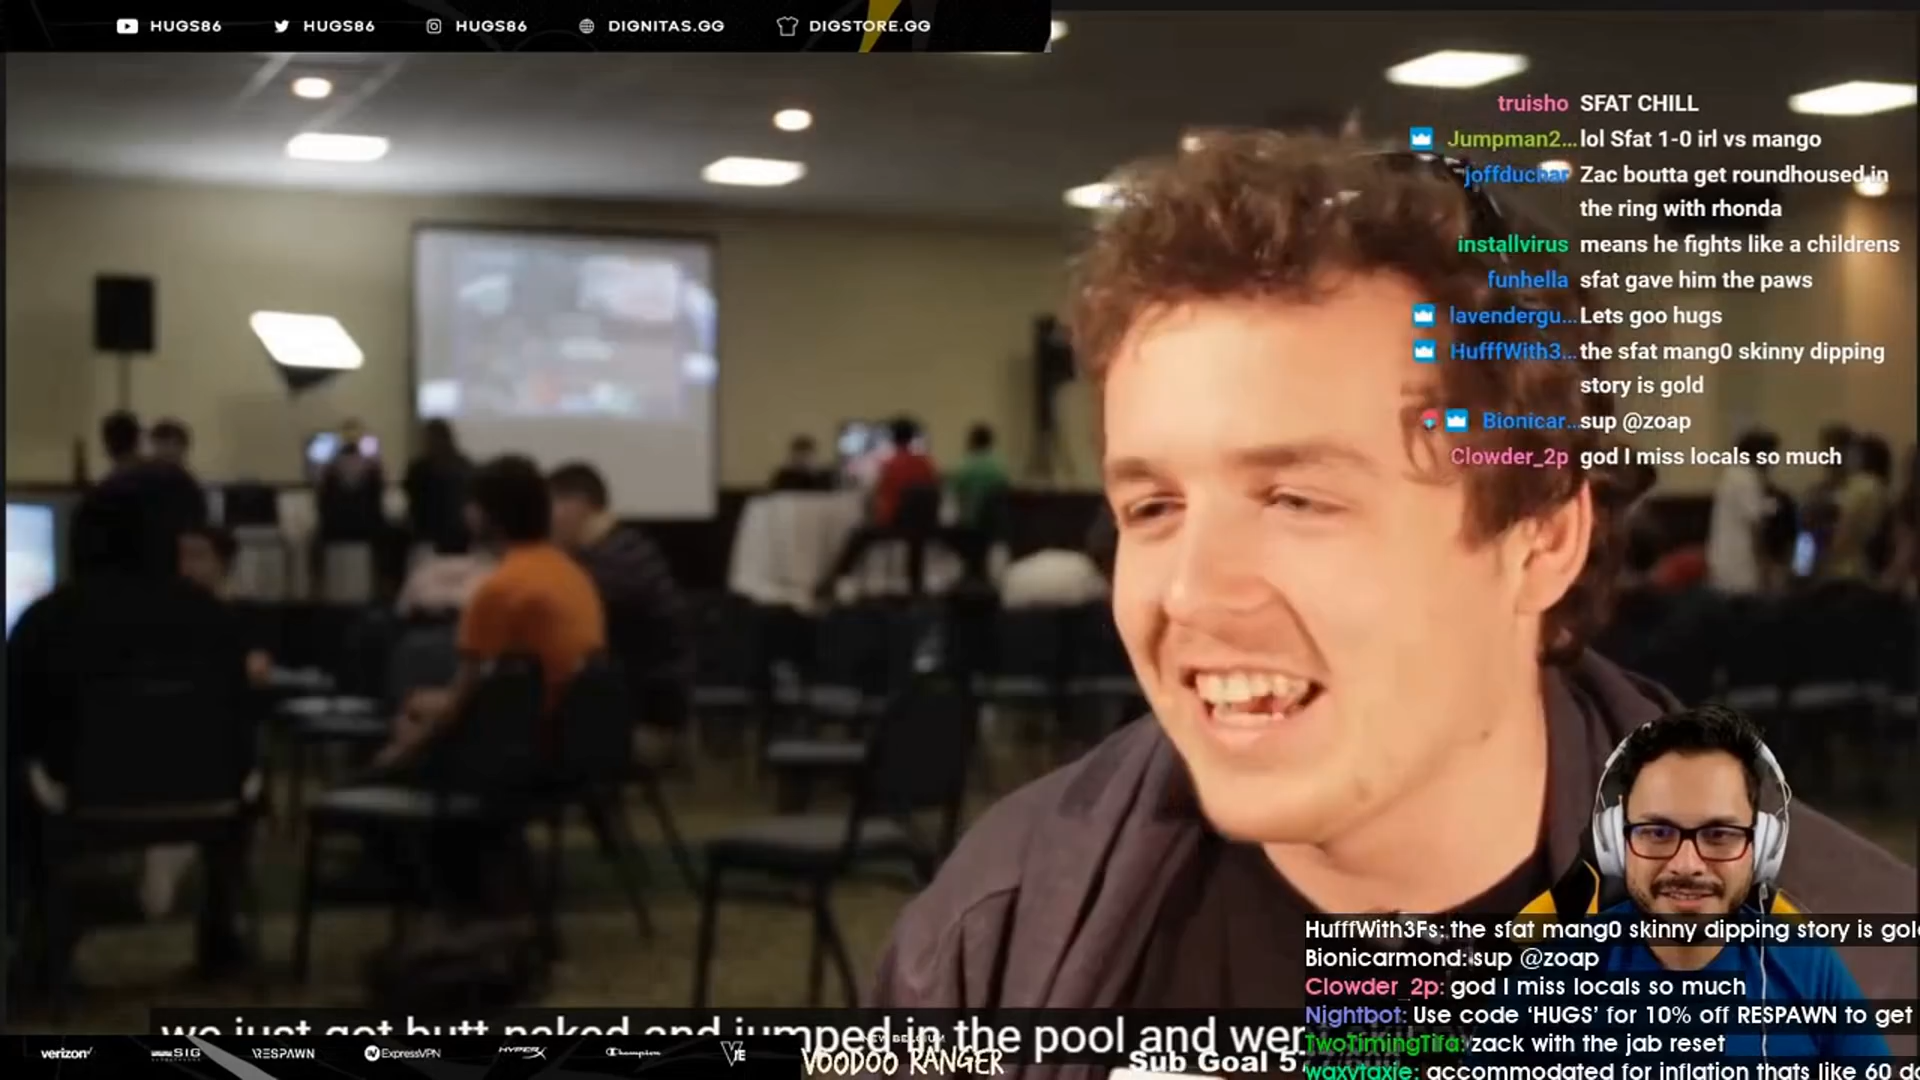 HUGS86 HUGS86 HUGS86 DIGNITAS.GG DIGSTORE.GG
truisho SFAT CHILL
Jumpman2... lol Sfat 1-0 irl vs mango
joffduchar Zac boutta get roundhoused in
the ring with rhonda
installvirus means he fights like a childrens
funhella sfat gave him the paws
lavendergu... Lets goo hugs
HufffWith3... the sfat mang0 skinny dipping
story is gold
Bionicar... sup @zoap
Clowder_2p god I miss locals so much
HufffWith3Fs: the sfat mang0 skinny dipping story is gol
Bionicarmond: sup @zoap
Clowder_2p: god I miss locals so much
Nightbot: Use code ‘HUGS’ for 10% off RESPAWN to get
TwoTimingTifa: zack with the jab reset
waxytaxie: accommodated for inflation thats like 60 do
we just got butt naked and jumped in the pool and wer
verizon SIG RESPAWN ExpressVPN HYPERX Champion VIE
NEW BELGIUM
VOODOO RANGER
Sub Goal 5